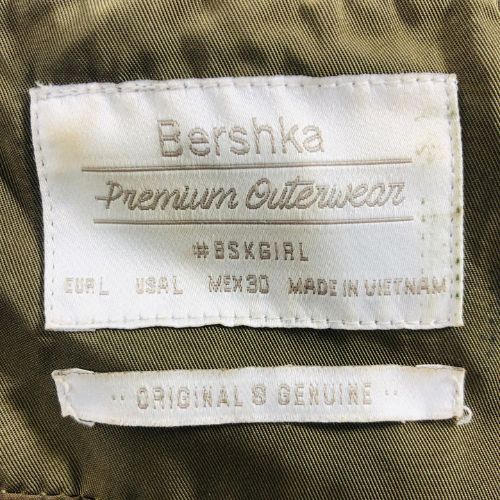 Bershka
Premium Outerwear
#BSKGIRL
EUR L USA L MEX 30 MADE IN VIETNAM
·· ORIGINAL & GENUINE ··